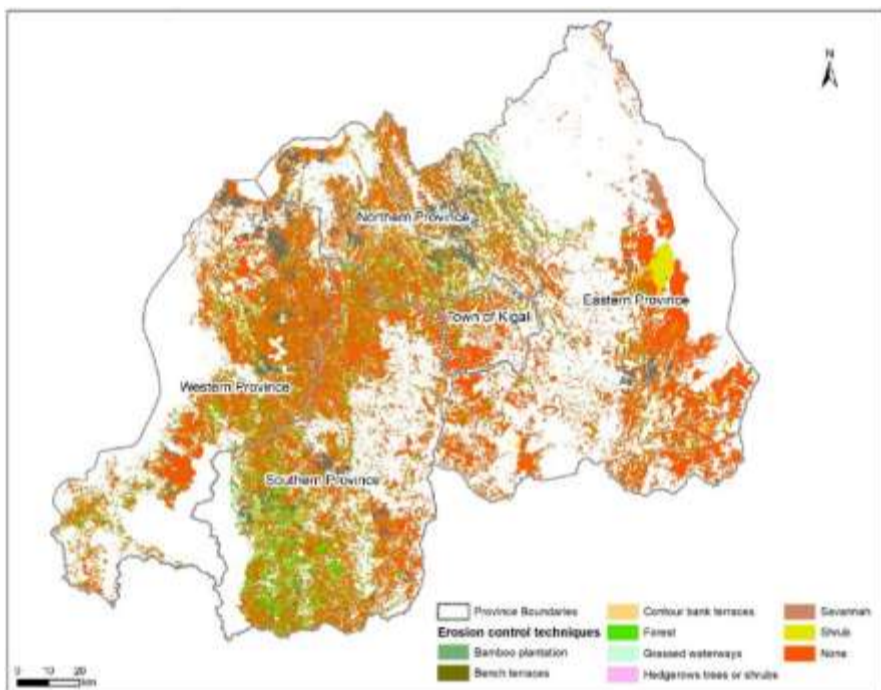 N
Northern Province
Eastern Province
Town of Kigali
Western Province
Southern Province
Province Boundaries
Erosion control techniques
Bamboo plantation
Bench terraces
Contour bank terraces
Forest
Grassed waterways
Hedgerows trees or shrubs
Savannah
Shrub
None
0 10 20
km